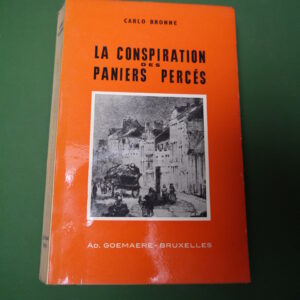 CARLO BRONNE
LA CONSPIRATION
DES
PANIERS PERCÉS
AD. GOEMAERE - BRUXELLES